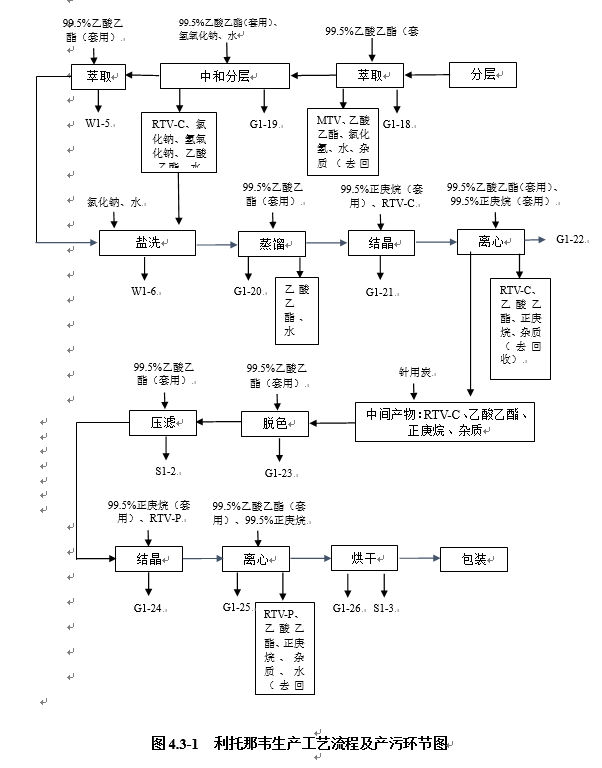 99.5%乙酸乙
酯（套用）
99.5%乙酸乙酯（套用）、
氢氧化钠、水
99.5%乙酸乙酯（套
萃取
中和分层
萃取
分层
W1-5
RTV-C、氯
化钠、氢氧
化钠、乙酸
G1-19
MTV、乙酸
乙酯、氯化
氢、水、杂
质（去回
G1-18
氯化钠、水
99.5%乙酸乙
酯（套用）
99.5%正庚烷（套
用）、RTV-C
99.5%乙酸乙酯（套用）、
99.5%正庚烷（套用）
盐洗
蒸馏
结晶
离心
G1-22
W1-6
G1-20
乙酸
乙
酯、
水
G1-21
RTV-C、
乙酸乙
酯、正庚
烷、杂质
（去回
收）
99.5%乙酸乙
酯（套用）
99.5%乙酸乙
酯（套用）
针用炭
压滤
脱色
中间产物：RTV-C、乙酸乙酯、
正庚烷、杂质
S1-2
G1-23
99.5%正庚烷（套
用）、RTV-P
99.5%乙酸乙酯（套
用）、99.5%正庚烷
结晶
离心
烘干
包装
G1-24
G1-25
RTV-P、
乙酸乙
酯、正庚
烷、杂
质、水
（去回
G1-26
S1-3
图 4.3-1 利托那韦生产工艺流程及产污环节图